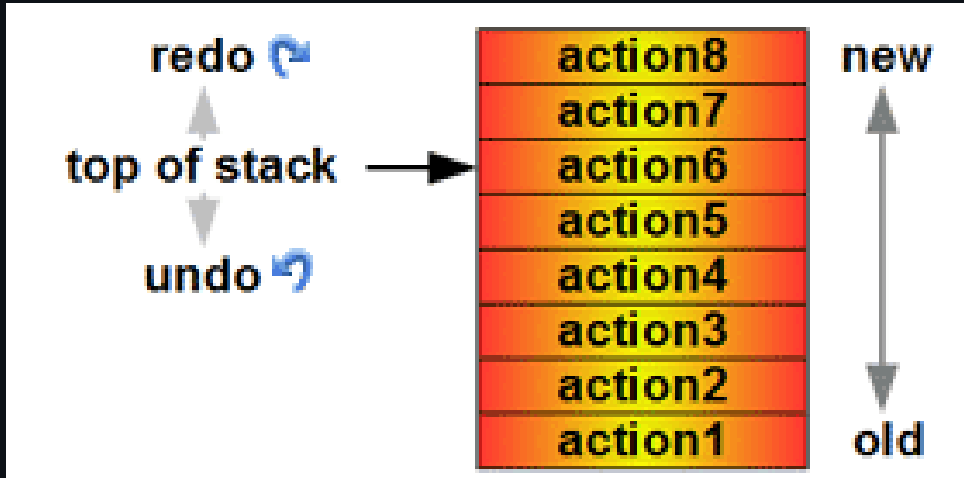 redo
top of stack
undo
action8
action7
action6
action5
action4
action3
action2
action1
new
old